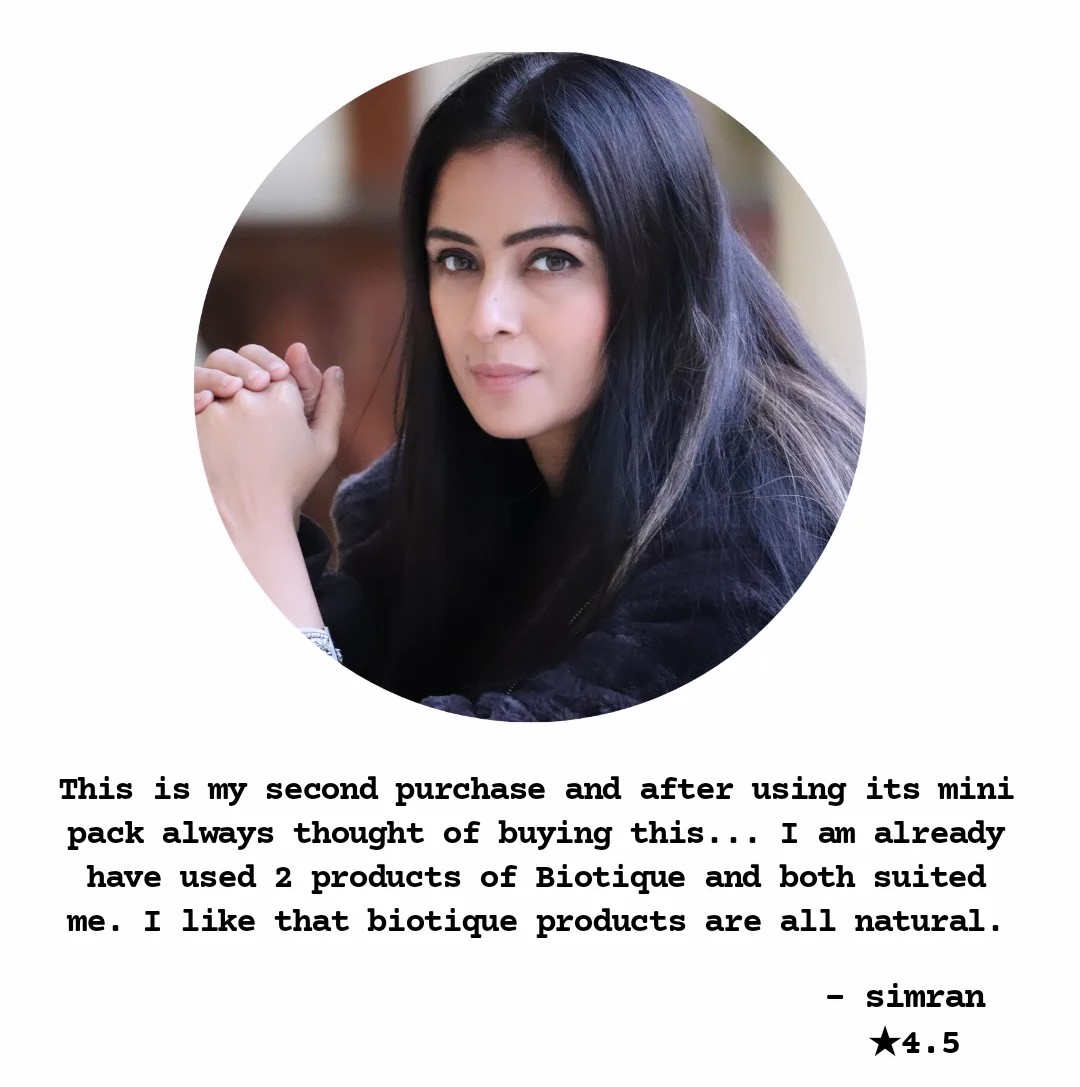 This is my second purchase and after using its mini
pack always thought of buying this... I am already
have used 2 products of Biotique and both suited
me. I like that biotique products are all natural.
- simran
★4.5